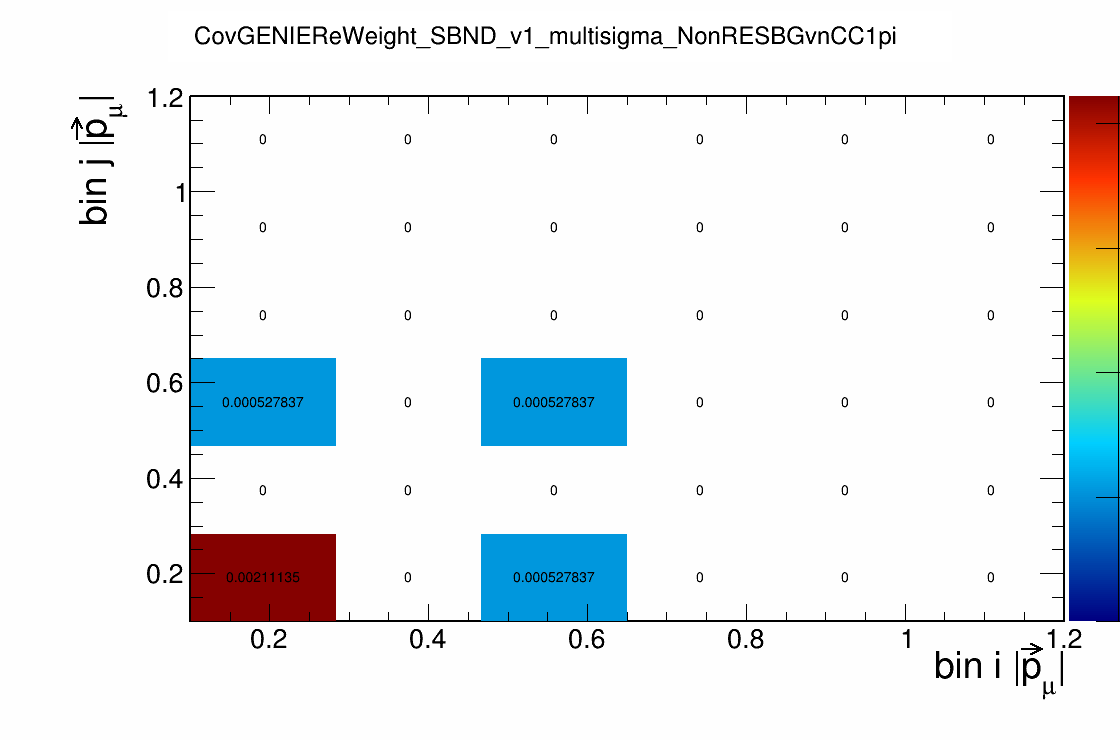 CovGENIEReWeight_SBND_v1_multisigma_NonRESBGvnCC1pi
bin j |p⃗μ|
1.2
0 0 0 0 0 0
1
0 0 0 0 0 0
0.8
0 0 0 0 0 0
0.6
0.000527837 0 0.000527837 0 0 0
0.4
0 0 0 0 0 0
0.2
0.00211135 0 0.000527837 0 0 0
0.2 0.4 0.6 0.8 1 1.2
bin i |p⃗μ|